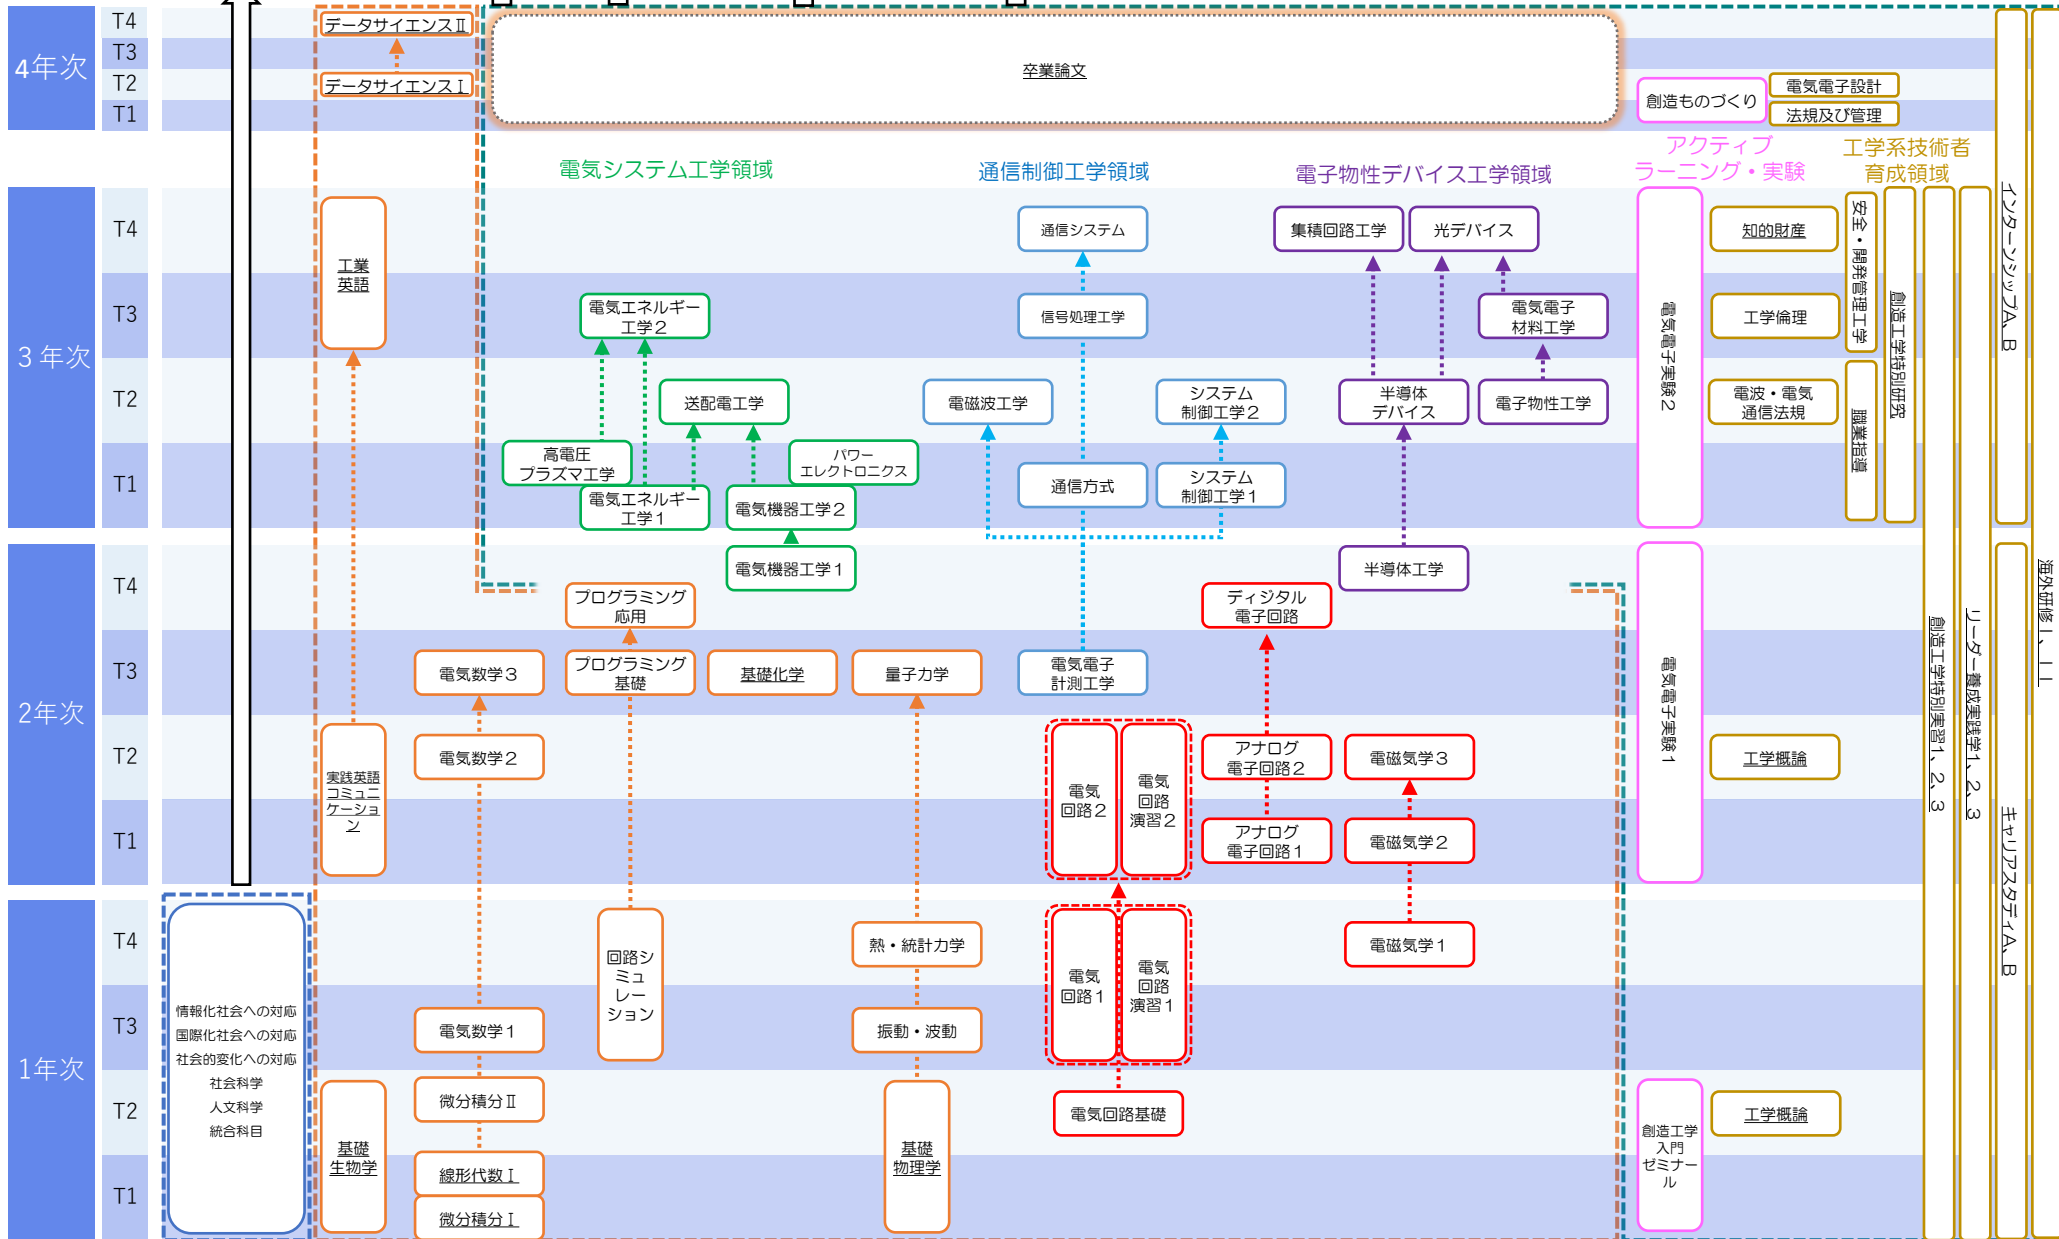 4年次
T4
T3
T2
T1
データサイエンスⅡ
データサイエンスⅠ
卒業論文
創造ものづくり
電気電子設計
法規及び管理
電気システム工学領域
通信制御工学領域
電子物性デバイス工学領域
アクティブ
ラーニング・実験
工学系技術者
育成領域
3年次
T4
T3
T2
T1
工業
英語
通信システム
集積回路工学
光デバイス
電気エネルギー
工学2
信号処理工学
電気電子
材料工学
送配電工学
電磁波工学
システム
制御工学2
半導体
デバイス
電子物性工学
高電圧
プラズマ工学
パワー
エレクトロニクス
電気エネルギー
工学1
電気機器工学2
通信方式
システム
制御工学1
電気電子実験2
知的財産
工学倫理
電波・電気
通信法規
安全・開発管理工学
職業指導
創造工学特別研究
インターンシップA、B
2年次
T4
T3
T2
T1
電気機器工学1
半導体工学
プログラミング
応用
ディジタル
電子回路
電気数学3
プログラミング
基礎
基礎化学
量子力学
電気電子
計測工学
実践英語
コミュニ
ケーショ
ン
電気数学2
電気
回路2
電気
回路
演習2
アナログ
電子回路2
電磁気学3
アナログ
電子回路1
電磁気学2
電気電子実験1
工学概論
創造工学特別実習1、2、3
リーダー養成実践学1、2、3
キャリアスタディA、B
海外研修I、II
1年次
T4
T3
T2
T1
情報化社会への対応
国際化社会への対応
社会的変化への対応
社会科学
人文科学
統合科目
回路シ
ミュ
レー
ション
熱・統計力学
電気
回路1
電気
回路
演習1
電磁気学1
電気数学1
振動・波動
微分積分Ⅱ
電気回路基礎
基礎
生物学
線形代数Ⅰ
微分積分Ⅰ
基礎
物理学
創造工学
入門
ゼミナー
ル
工学概論